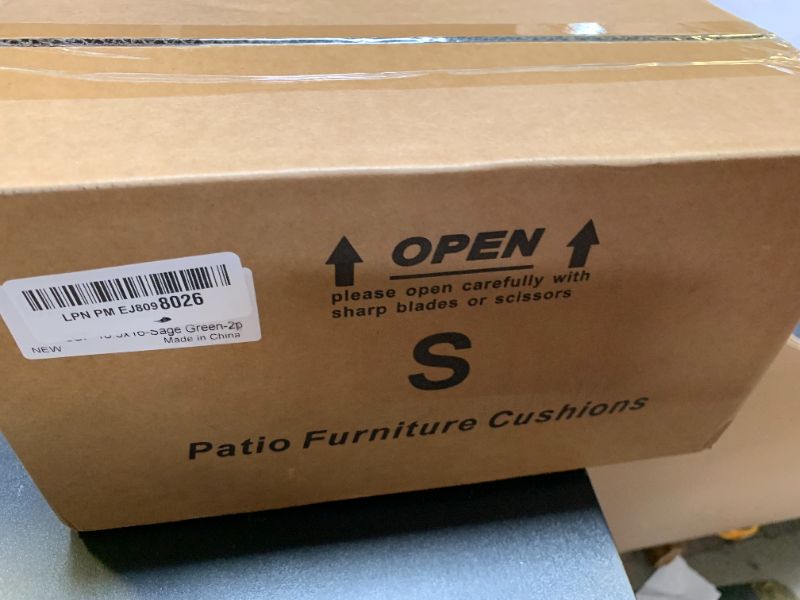 OPEN
please open carefully with
sharp blades or scissors
LPN PM EJ8098026
Sage Green-2p
NEW
Made in China
S
Patio Furniture Cushions